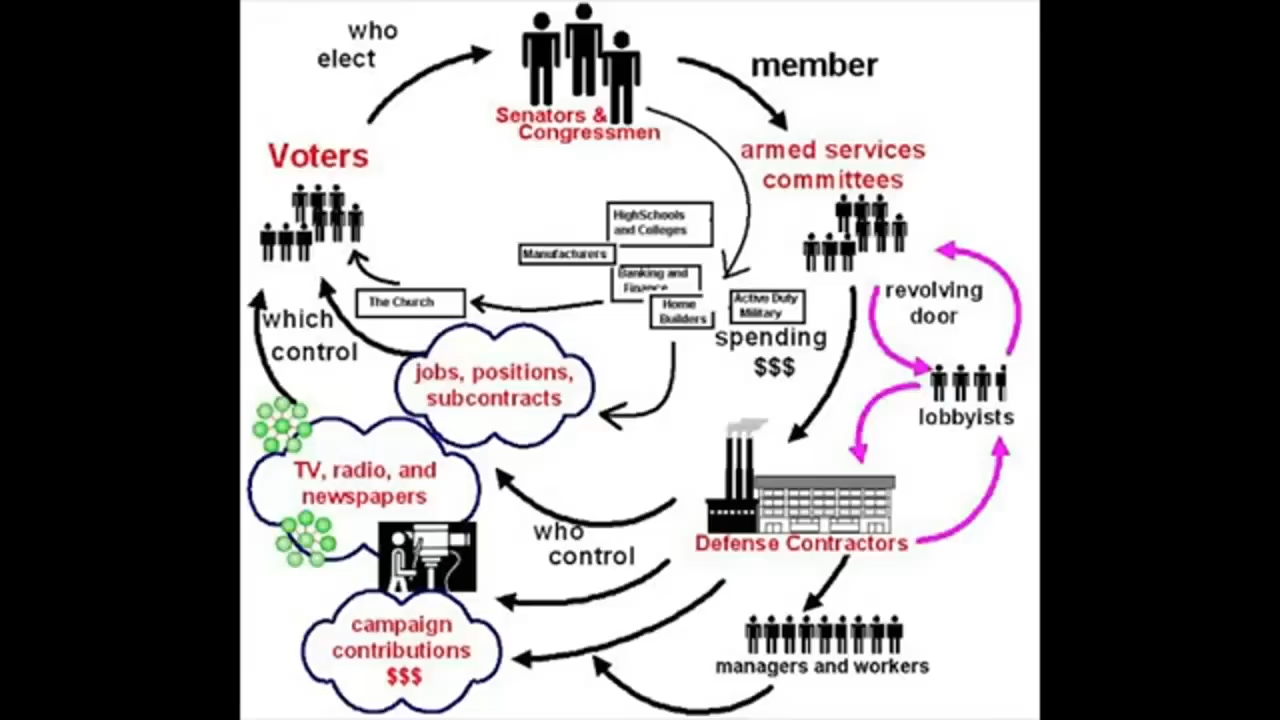 who
elect
Senators &
Congressmen
member
Voters
armed services
committees
HighSchools
and Colleges
Manufacturers
Banking and
Finance
Home
Builders
Active Duty
Military
The Church
which
control
spending
$$$
revolving
door
lobbyists
jobs, positions,
subcontracts
TV, radio, and
newspapers
who
control
Defense Contractors
campaign
contributions
$$$
managers and workers